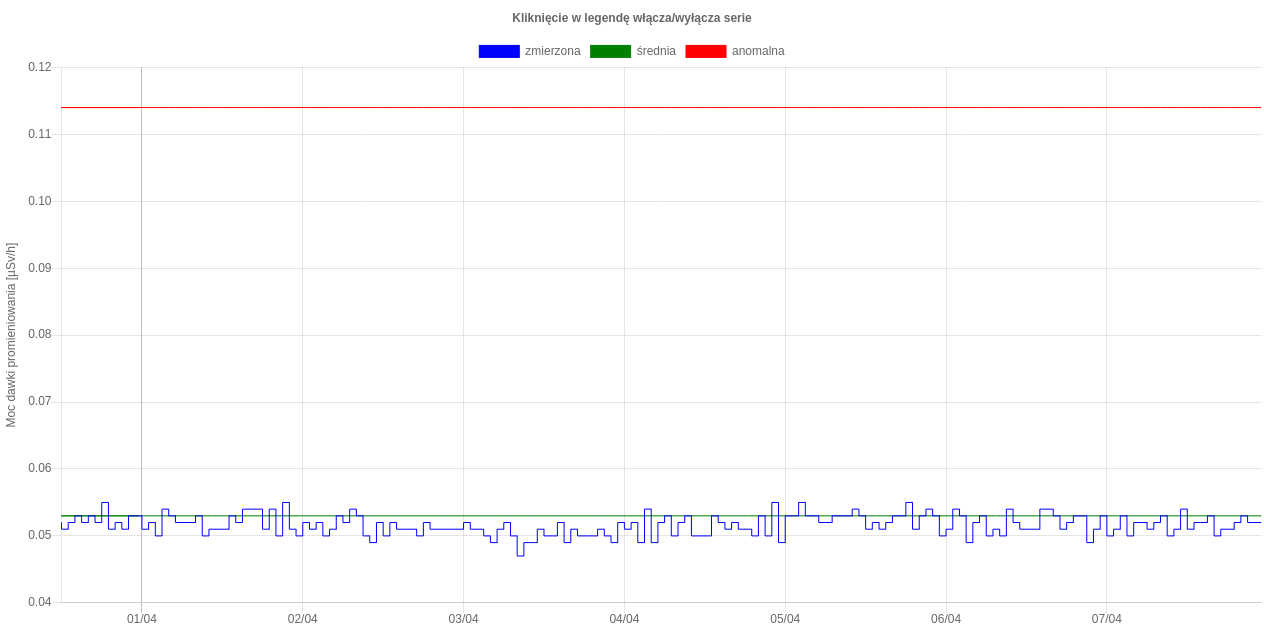 Kliknięcie w legendę włącza/wyłącza serie
zmierzona średnia anomalna
Moc dawki promieniowania [µSv/h]
0.12
0.11
0.10
0.09
0.08
0.07
0.06
0.05
0.04
01/04 02/04 03/04 04/04 05/04 06/04 07/04